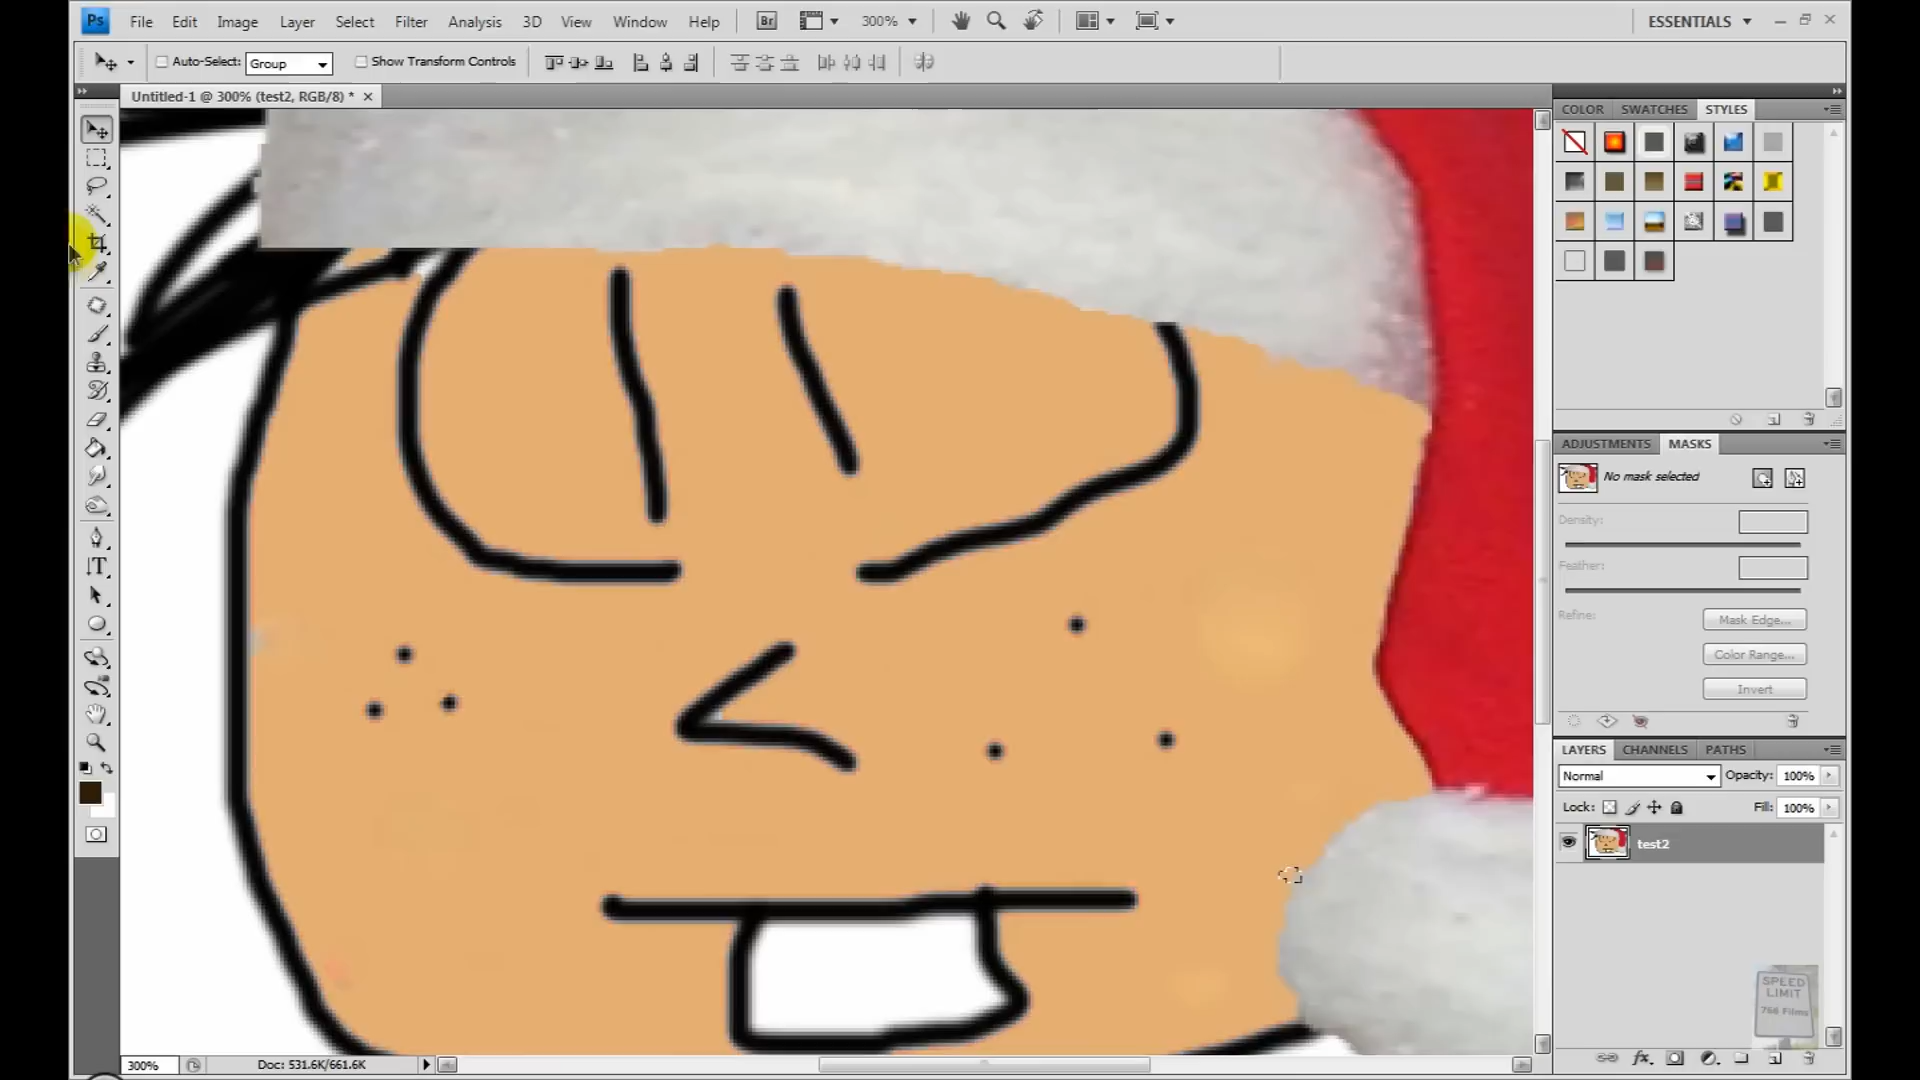 Ps File Edit Image Layer Select Filter Analysis 3D View Window Help Br 300% ESSENTIALS
Auto-Select: Group Show Transform Controls
Untitled-1 @ 300% (test2, RGB/8) *
COLOR SWATCHES STYLES
ADJUSTMENTS MASKS
No mask selected
Density:
Feather:
Refine: Mask Edge...
Color Range...
Invert
LAYERS CHANNELS PATHS
Normal Opacity: 100%
Lock: Fill: 100%
test2
SPEED
LIMIT
766 Films
300% Doc: 531.6K/661.6K